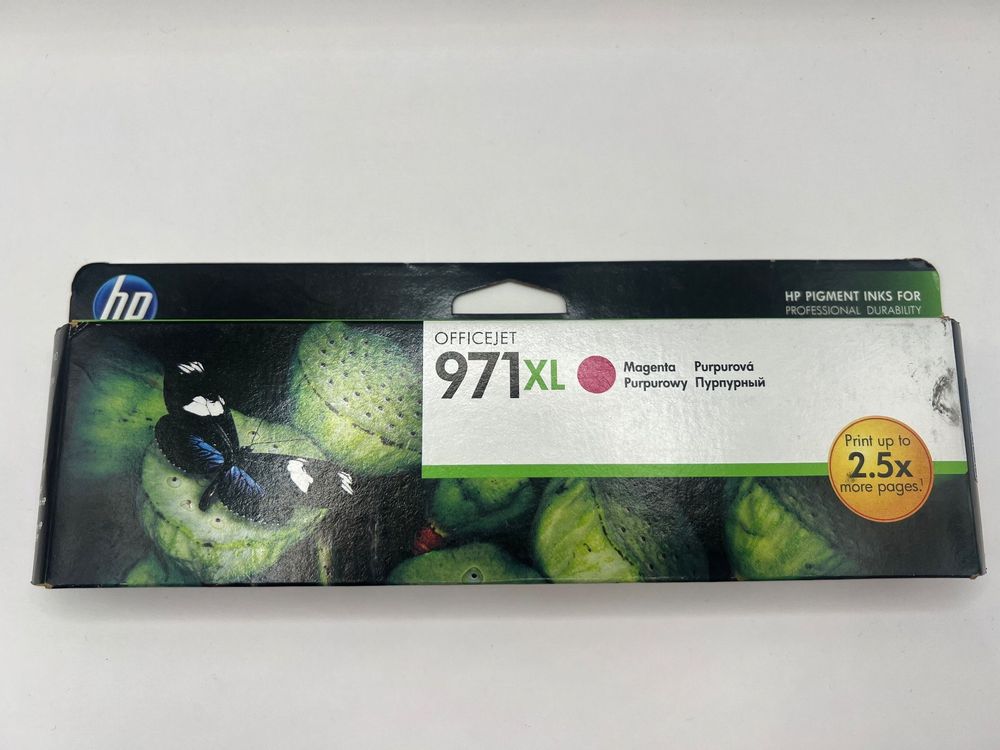 hp
HP PIGMENT INKS FOR
PROFESSIONAL DURABILITY
OFFICEJET
971XL
Magenta Purpurová
Purpurowy Пурпурный
Print up to
2.5x
more pages.¹